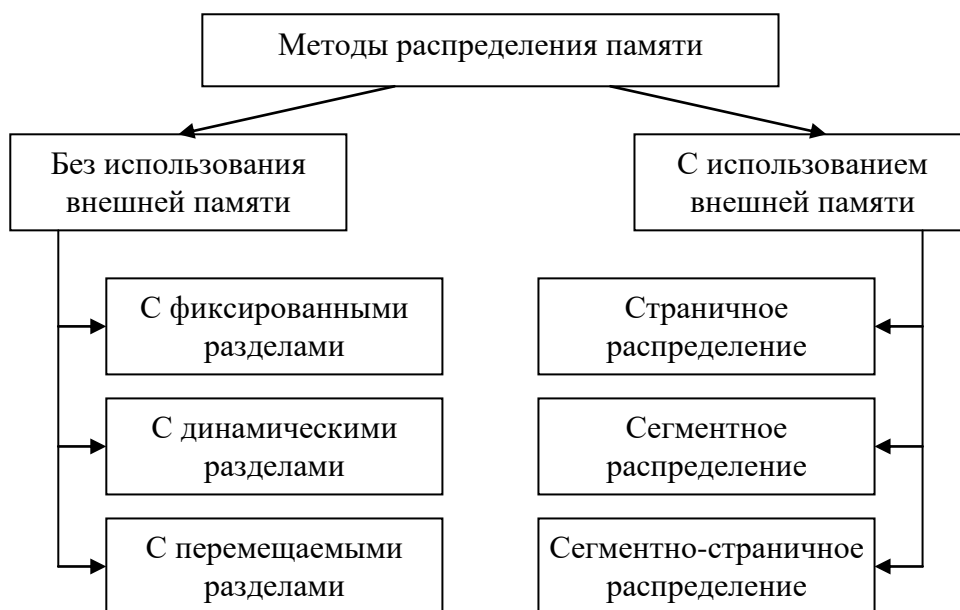 Методы распределения памяти
Без использования
внешней памяти
С использованием
внешней памяти
С фиксированными
разделами
Страничное
распределение
С динамическими
разделами
Сегментное
распределение
С перемещаемыми
разделами
Сегментно-страничное
распределение